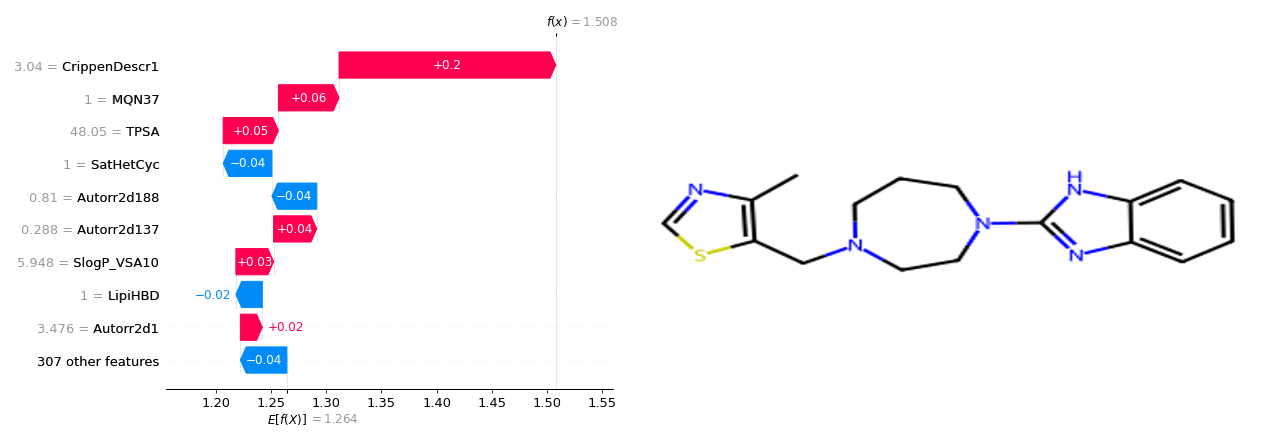 f(x) = 1.508
3.04 = CrippenDescr1
+0.2
1 = MQN37
+0.06
48.05 = TPSA
+0.05
1 = SatHetCyc
−0.04
0.81 = Autorr2d188
−0.04
0.288 = Autorr2d137
+0.04
5.948 = SlogP_VSA10
+0.03
1 = LipiHBD
−0.02
3.476 = Autorr2d1
+0.02
307 other features
−0.04
1.20 1.25 1.30 1.35 1.40 1.45 1.50 1.55
E[f(X)] = 1.264
N
S
N
N
H
N
N